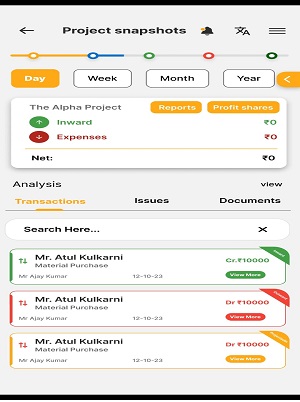 Project snapshots
Day Week Month Year
The Alpha Project Reports Profit shares
Inward ₹0
Expenses ₹0
Net: ₹0
Analysis view
Transactions Issues Documents
Search Here...
Mr. Atul Kulkarni Cr.₹10000
Material Purchase
Mr Ajay Kumar 12-10-23 View More
Mr. Atul Kulkarni Dr ₹10000
Material Purchase
Mr Ajay Kumar 12-10-23 View More
Mr. Atul Kulkarni Dr ₹10000
Material Purchase
Mr Ajay Kumar 12-10-23 View More